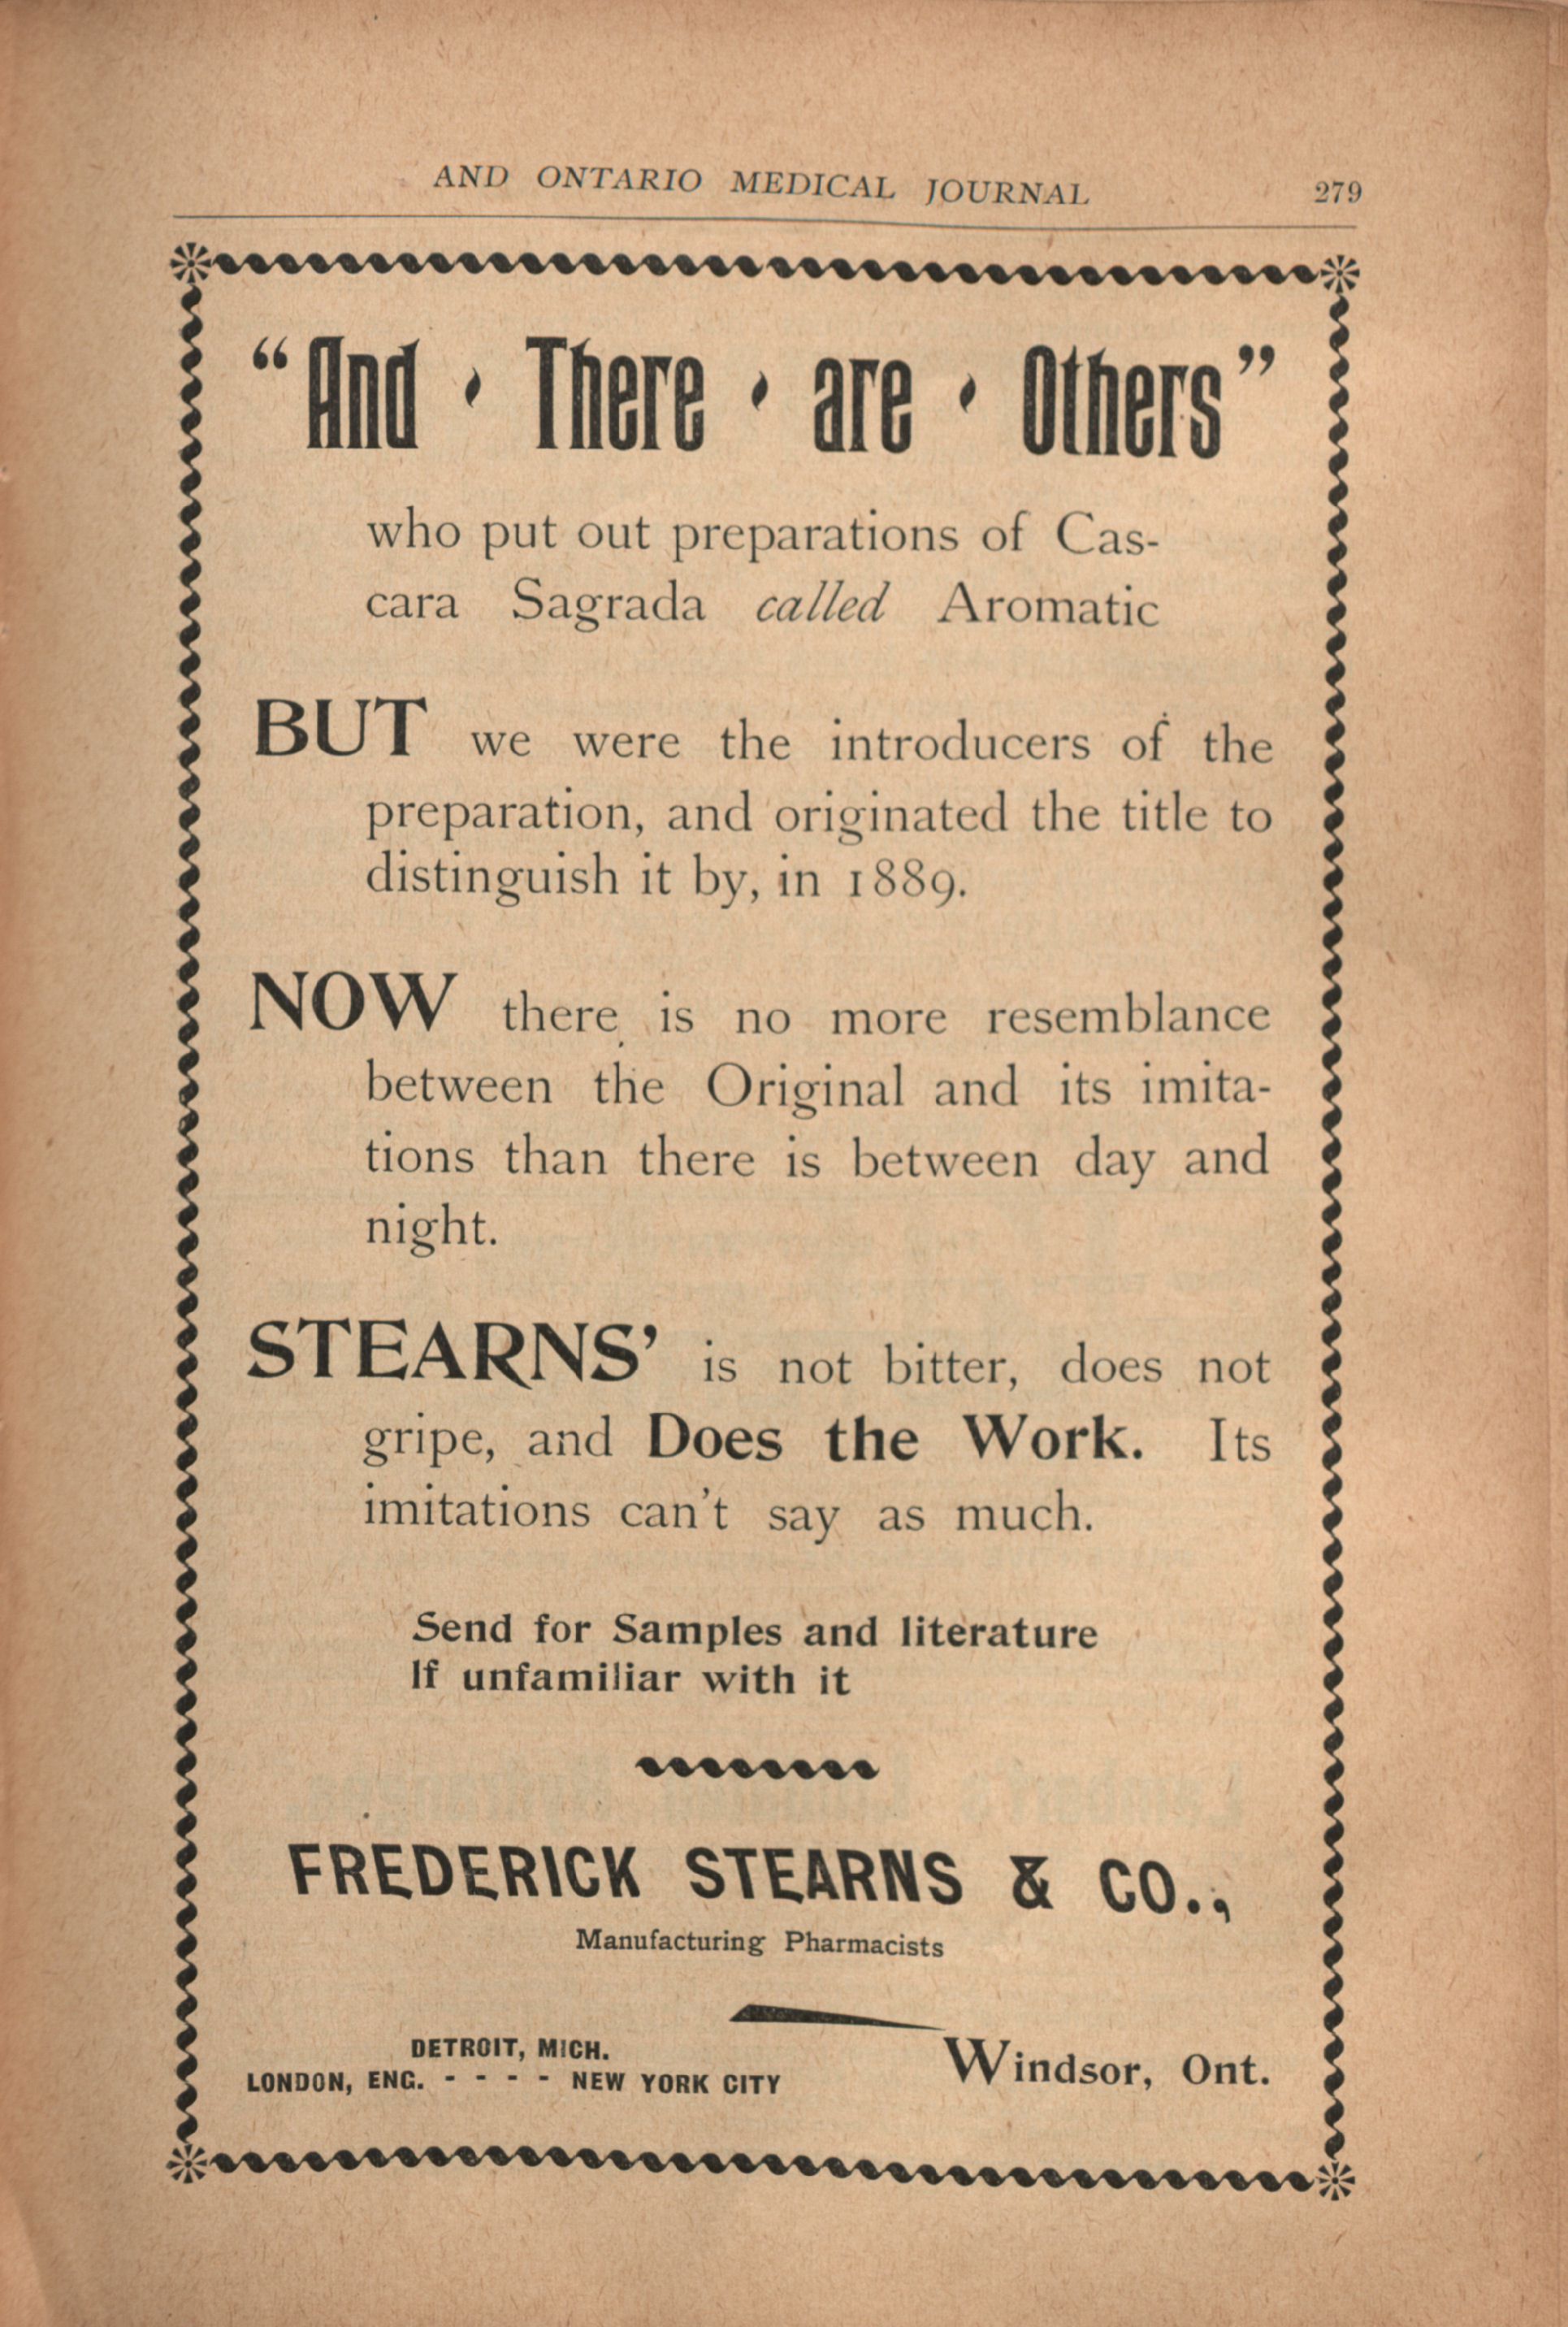 AND ONTARIO MEDICAL JOURNAL 279
“And · There · are · Others”
who put out preparations of Cas-
cara Sagrada called Aromatic
BUT we were the introducers of the
preparation, and originated the title to
distinguish it by, in 1889.
NOW there is no more resemblance
between the Original and its imita-
tions than there is between day and
night.
STEARNS’ is not bitter, does not
gripe, and Does the Work. Its
imitations can’t say as much.
Send for Samples and literature
If unfamiliar with it
FREDERICK STEARNS & CO.,
Manufacturing Pharmacists
DETROIT, MICH.
LONDON, ENG. - - - - NEW YORK CITY
Windsor, Ont.